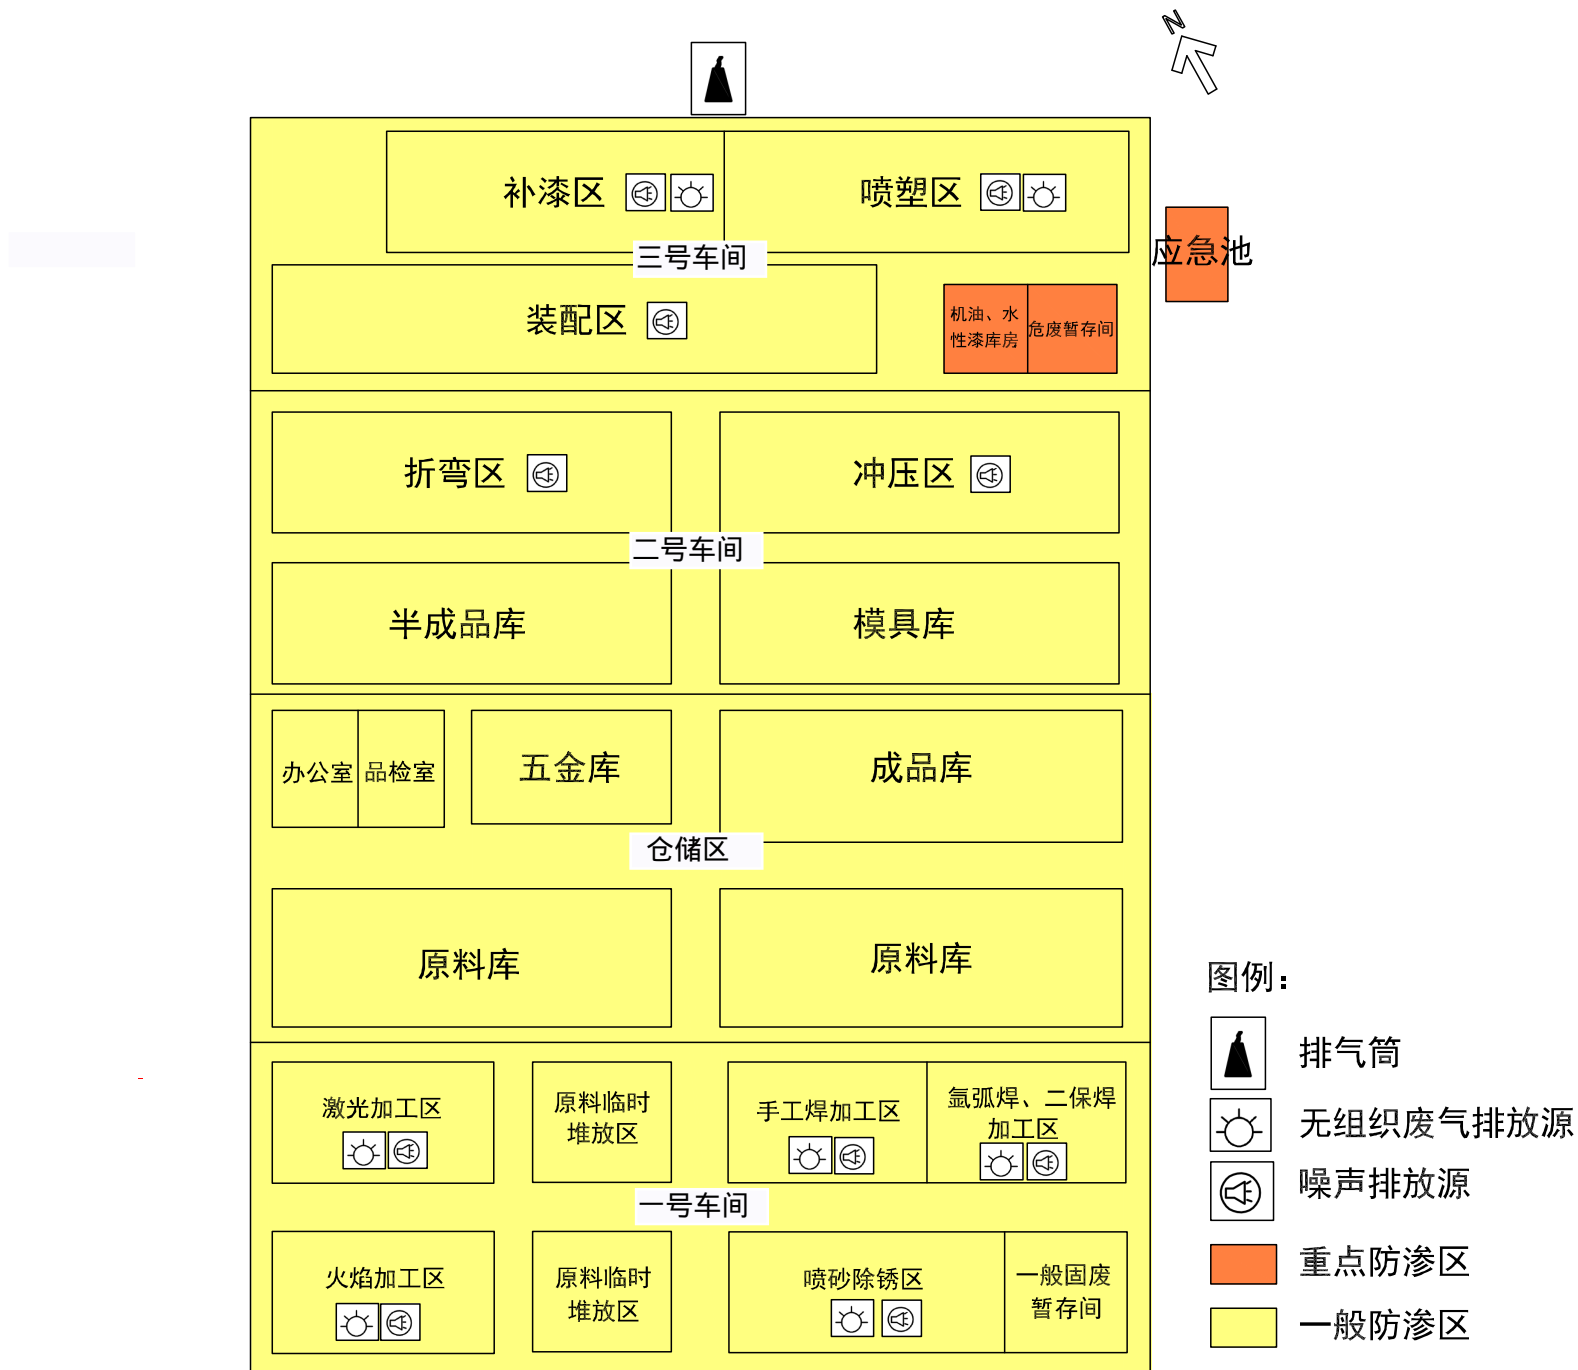 N
补漆区
喷塑区
三号车间
应急池
装配区
机油、水
性漆库房
危废暂存间
折弯区
冲压区
二号车间
半成品库
模具库
办公室
品检室
五金库
成品库
仓储区
原料库
原料库
激光加工区
原料临时
堆放区
手工焊加工区
氩弧焊、二保焊
加工区
一号车间
火焰加工区
原料临时
堆放区
喷砂除锈区
一般固废
暂存间
图例：
排气筒
无组织废气排放源
噪声排放源
重点防渗区
一般防渗区